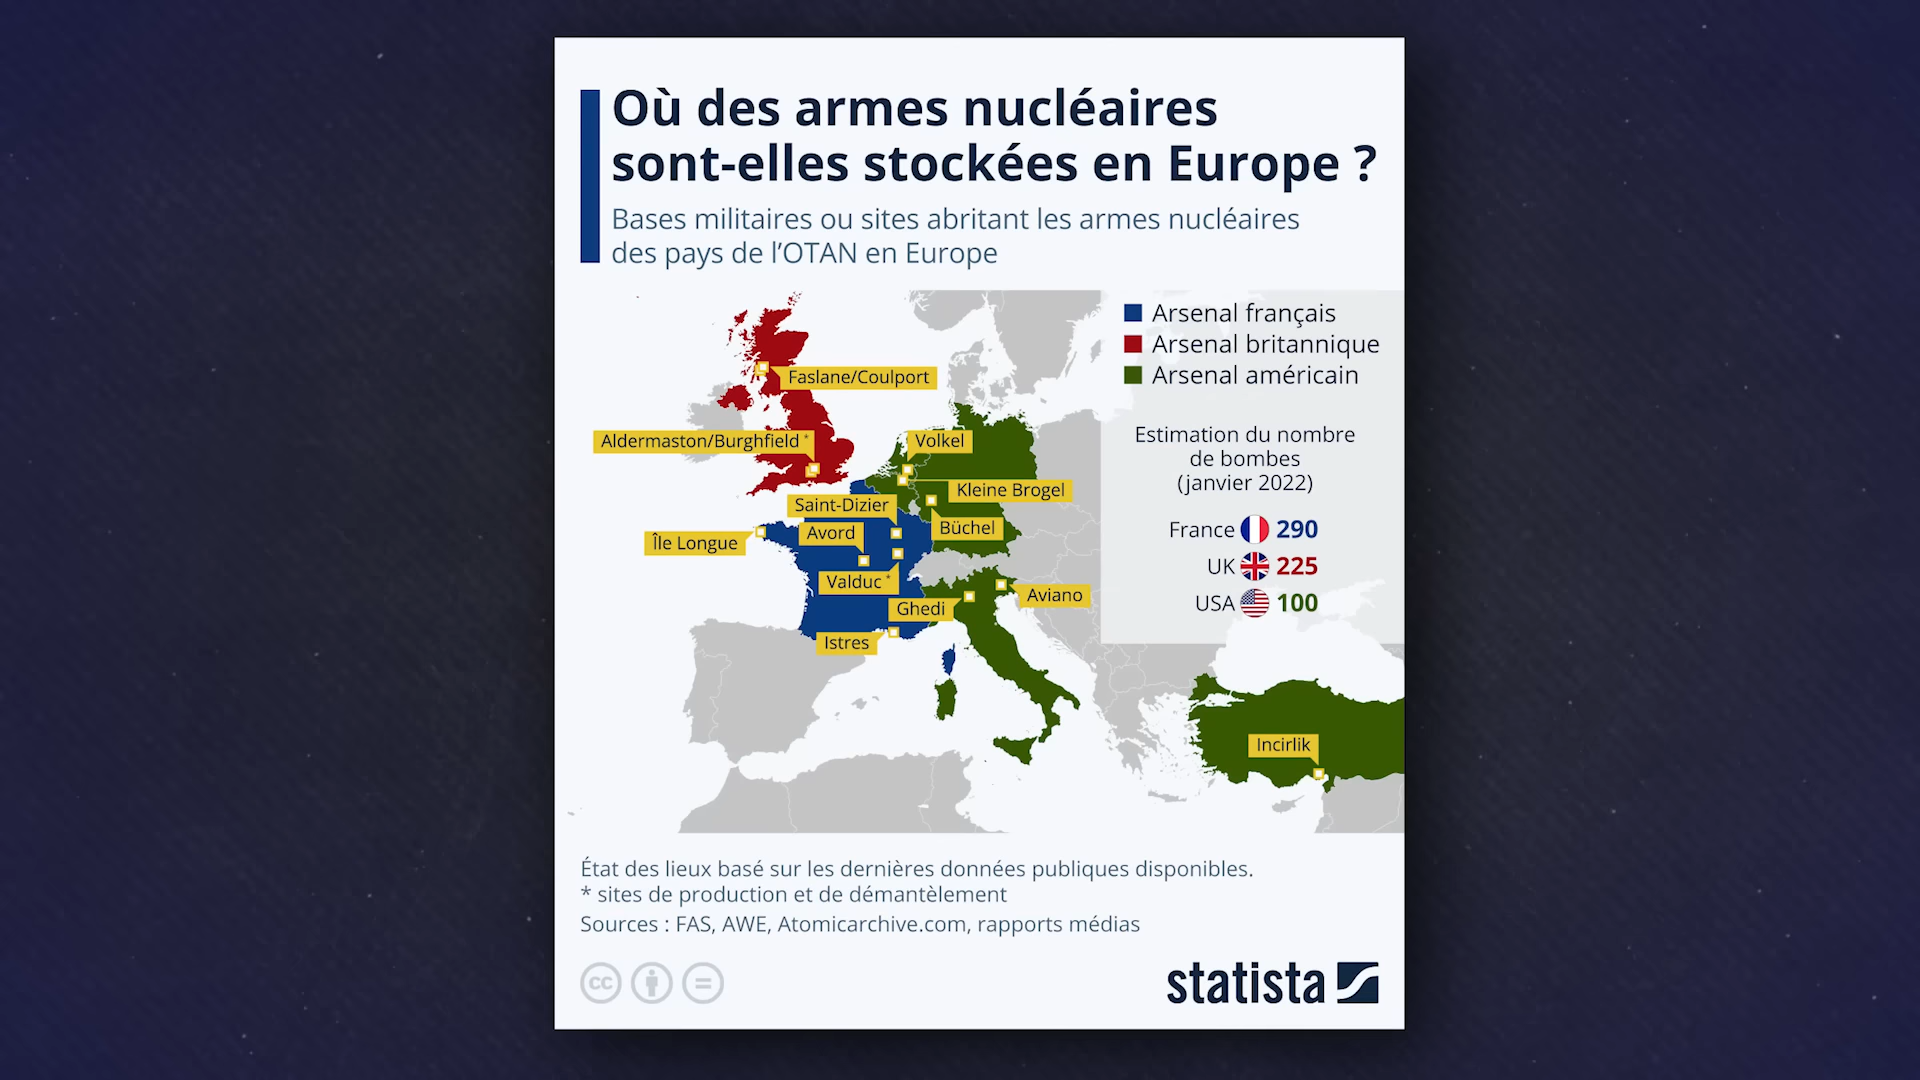 Où des armes nucléaires
sont-elles stockées en Europe ?
Bases militaires ou sites abritant les armes nucléaires
des pays de l’OTAN en Europe
Arsenal français
Arsenal britannique
Arsenal américain
Estimation du nombre
de bombes
(janvier 2022)
France 290
UK 225
USA 100
Faslane/Coulport
Aldermaston/Burghfield *
Volkel
Kleine Brogel
Saint-Dizier
Büchel
Avord
Île Longue
Valduc *
Aviano
Ghedi
Istres
Incirlik
État des lieux basé sur les dernières données publiques disponibles.
* sites de production et de démantèlement
Sources : FAS, AWE, Atomicarchive.com, rapports médias
cc
statista